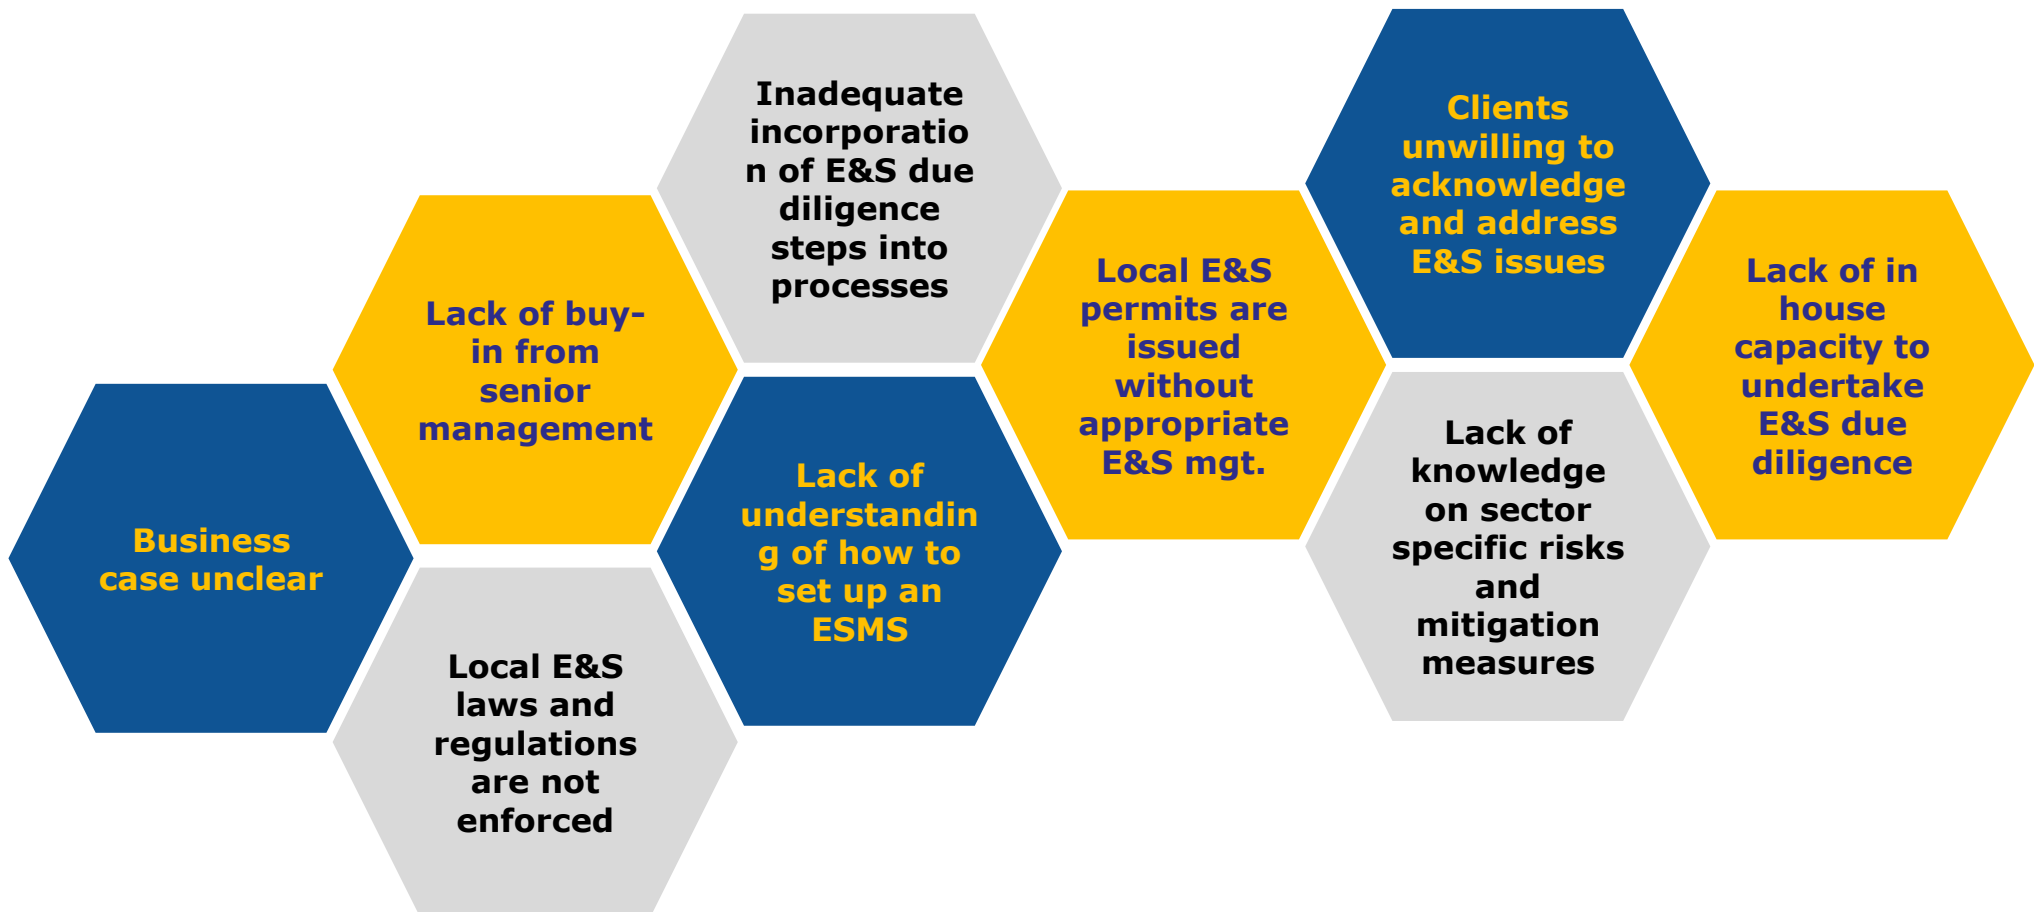 Business
case unclear
Lack of buy-
in from
senior
management
Local E&S
laws and
regulations
are not
enforced
Inadequate
incorporatio
n of E&S due
diligence
steps into
processes
Lack of
understandin
g of how to
set up an
ESMS
Local E&S
permits are
issued
without
appropriate
E&S mgt.
Clients
unwilling to
acknowledge
and address
E&S issues
Lack of
knowledge
on sector
specific risks
and
mitigation
measures
Lack of in
house
capacity to
undertake
E&S due
diligence